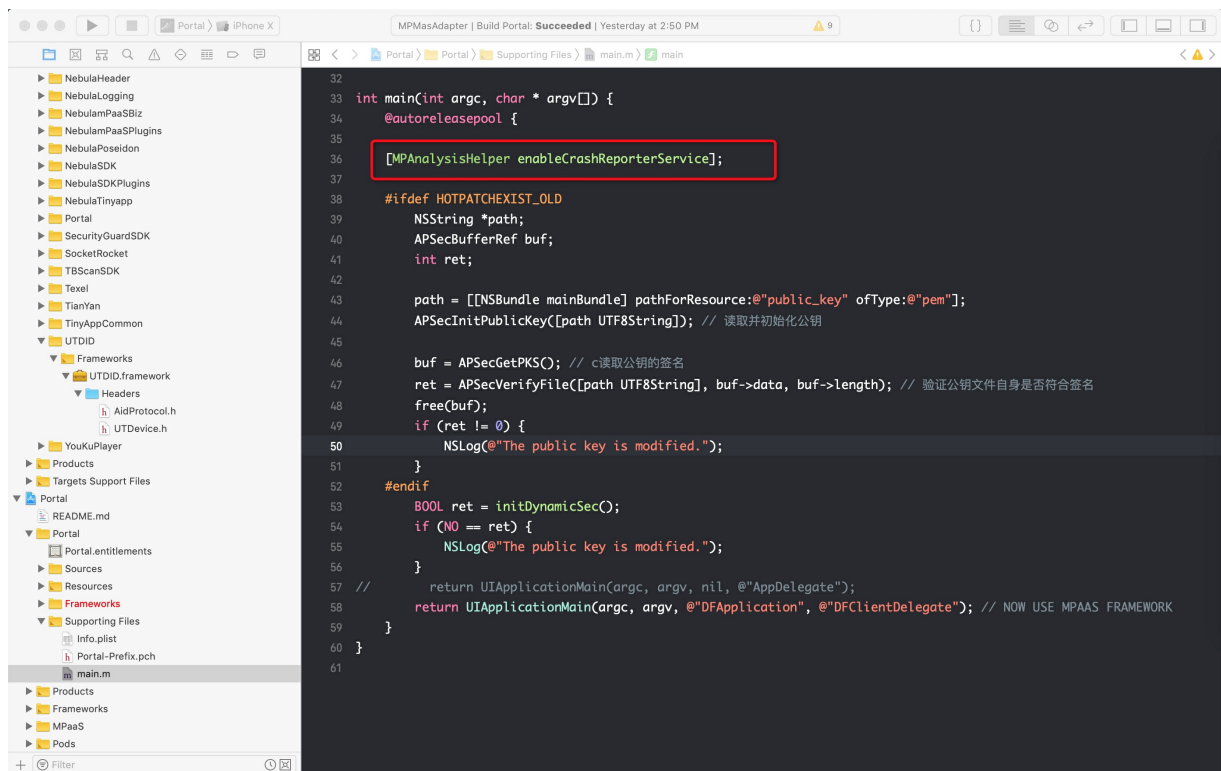 Portal 〉 iPhone X
MPMasAdapter | Build Portal: Succeeded | Yesterday at 2:50 PM
9
{ }
Portal 〉 Portal 〉 Supporting Files 〉 main.m 〉 main
NebulaHeader
NebulaLogging
NebulamPaaSBiz
NebulamPaaSPlugins
NebulaPoseidon
NebulaSDK
NebulaSDKPlugins
NebulaTinyapp
Portal
SecurityGuardSDK
SocketRocket
TBScanSDK
Texel
TianYan
TinyAppCommon
UTDID
Frameworks
UTDID.framework
Headers
h AidProtocol.h
h UTDevice.h
YouKuPlayer
Products
Targets Support Files
Portal
README.md
Portal
Portal.entitlements
Sources
Resources
Frameworks
Supporting Files
Info.plist
h Portal-Prefix.pch
m main.m
Products
Frameworks
MPaaS
Pods
Filter
32
33 int main(int argc, char * argv[]) {
34 @autoreleasepool {
35
36 [MPAnalysisHelper enableCrashReporterService];
37
38 #ifdef HOTPATCHEXIST_OLD
39 NSString *path;
40 APSecBufferRef buf;
41 int ret;
42
43 path = [[NSBundle mainBundle] pathForResource:@"public_key" ofType:@"pem"];
44 APSecInitPublicKey([path UTF8String]); // 读取并初始化公钥
45
46 buf = APSecGetPKS(); // c读取公钥的签名
47 ret = APSecVerifyFile([path UTF8String], buf->data, buf->length); // 验证公钥文件自身是否符合签名
48 free(buf);
49 if (ret != 0) {
50 NSLog(@"The public key is modified.");
51 }
52 #endif
53 BOOL ret = initDynamicSec();
54 if (NO == ret) {
55 NSLog(@"The public key is modified.");
56 }
57 // return UIApplicationMain(argc, argv, nil, @"AppDelegate");
58 return UIApplicationMain(argc, argv, @"DFApplication", @"DFClientDelegate"); // NOW USE MPAAS FRAMEWORK
59 }
60 }
61